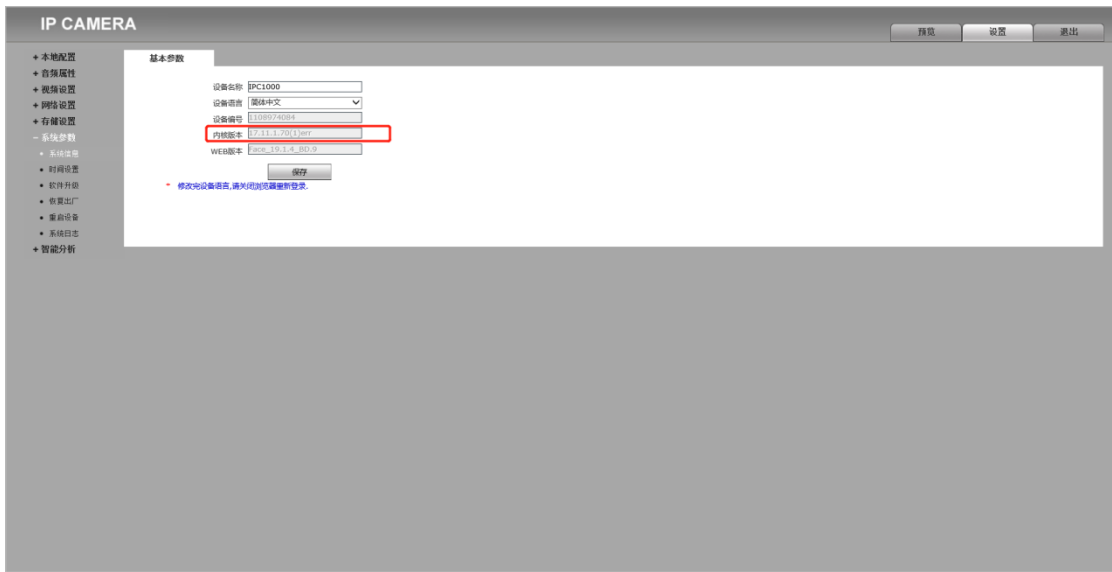 IP CAMERA
预览 设置 退出
+ 本地配置
+ 音频属性
+ 视频设置
+ 网络设置
+ 存储设置
- 系统参数
• 系统信息
• 时间设置
• 软件升级
• 恢复出厂
• 重启设备
• 系统日志
+ 智能分析
基本参数
设备名称 IPC1000
设备语言 简体中文
设备编号 1108974084
内核版本 17.11.1.70(1)err
WEB版本 Face_19.1.4_BD.9
保存
* 修改完设备语言,请关闭浏览器重新登录.